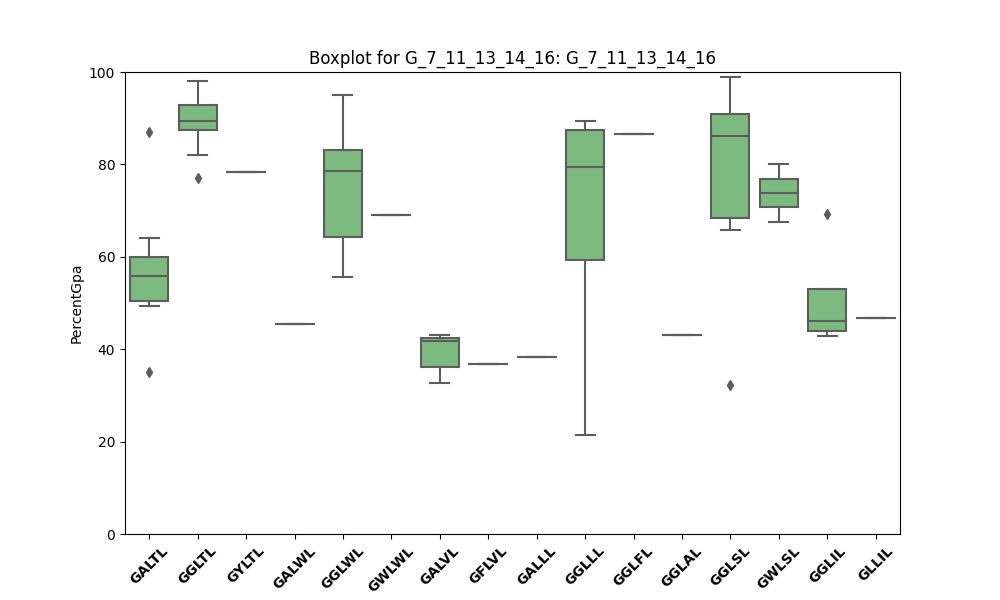 Boxplot for G_7_11_13_14_16: G_7_11_13_14_16
100
80
60
40
20
0
PercentGpa
GALTL
GGLTL
GYLTL
GALWL
GGLWL
GWLWL
GALVL
GFLVL
GALLL
GGLLL
GGLFL
GGLAL
GGLSL
GWLSL
GGLIL
GLLIL